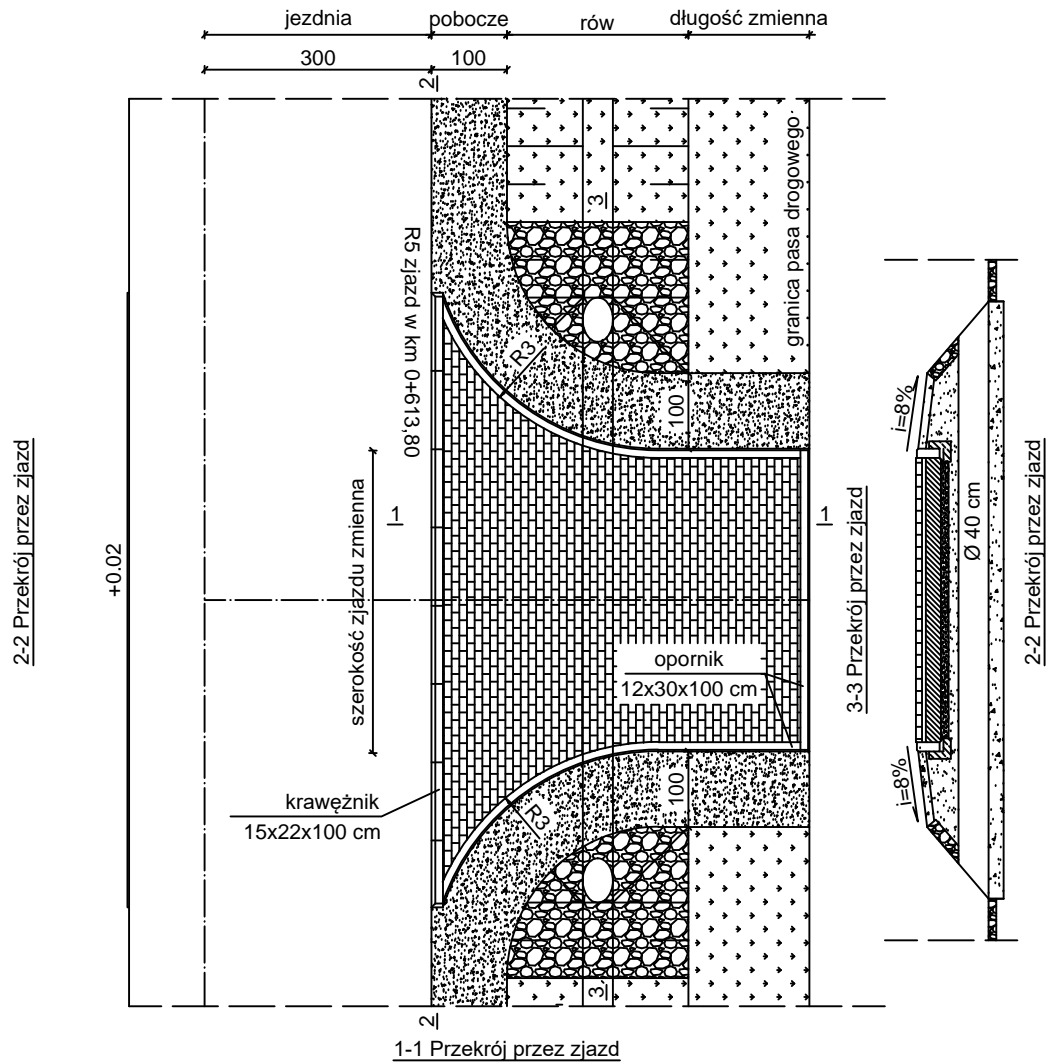 jezdnia
pobocze
rów
długość zmienna
300
100
2
granica pasa drogowego
3
R5 zjazd w km 0+613,80
R3
100
i=8%
2-2 Przekrój przez zjazd
+0.02
szerokość zjazdu zmienna
1
1
3-3 Przekrój przez zjazd
Ø 40 cm
2-2 Przekrój przez zjazd
opornik
12x30x100 cm
krawężnik
15x22x100 cm
R3
100
i=8%
3
2
1-1 Przekrój przez zjazd